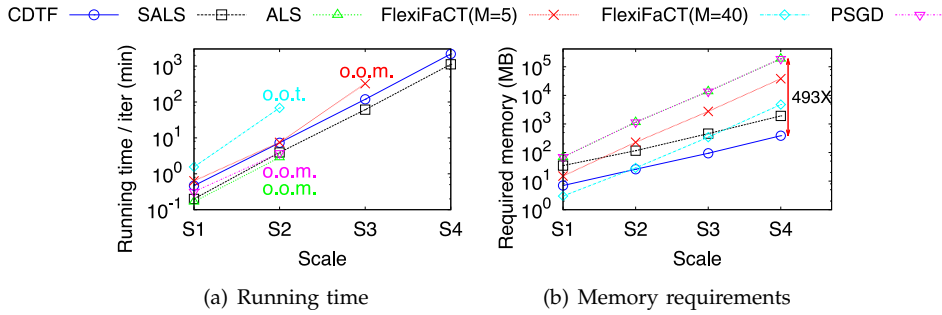 CDTF SALS ALS FlexiFaCT(M=5) FlexiFaCT(M=40) PSGD
Running time / iter (min)
10^3
10^2
10^1
10^0
10^-1
o.o.t.
o.o.m.
o.o.m.
o.o.m.
S1 S2 S3 S4
Scale
(a) Running time
Required memory (MB)
10^5
10^4
10^3
10^2
10^1
10^0
493X
S1 S2 S3 S4
Scale
(b) Memory requirements